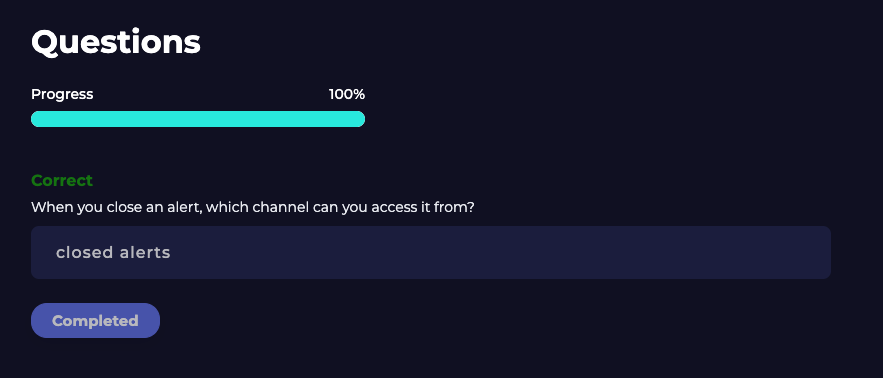 Questions
Progress 100%
Correct
When you close an alert, which channel can you access it from?
closed alerts
Completed